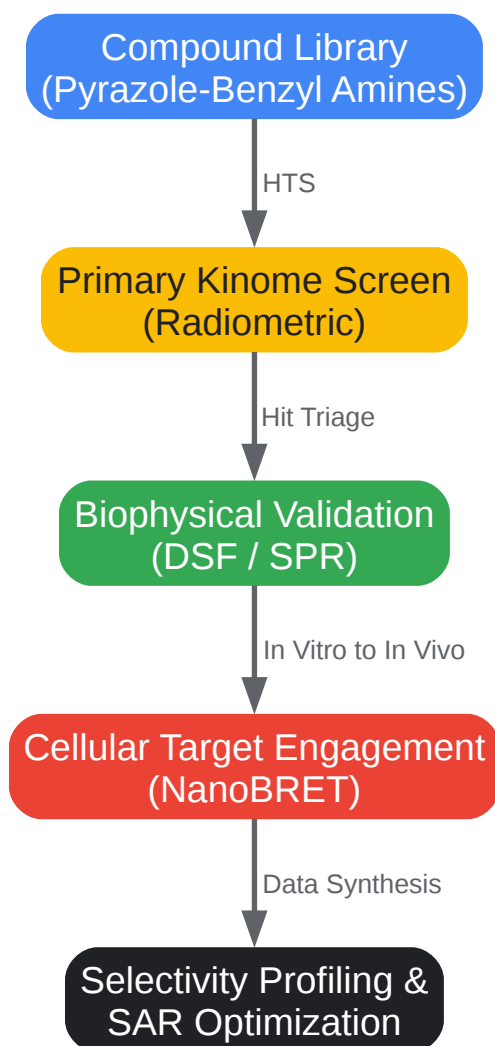 Compound Library
(Pyrazole-Benzyl Amines)
HTS
Primary Kinome Screen
(Radiometric)
Hit Triage
Biophysical Validation
(DSF / SPR)
In Vitro to In Vivo
Cellular Target Engagement
(NanoBRET)
Data Synthesis
Selectivity Profiling &
SAR Optimization